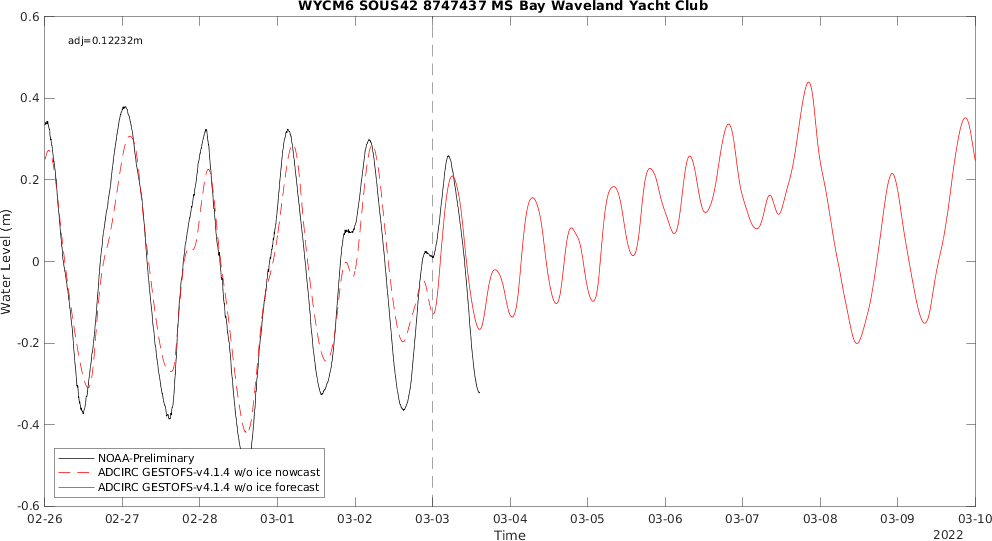 WYCM6 SOUS42 8747437 MS Bay Waveland Yacht Club
adj=0.12232m
0.6
0.4
0.2
0
-0.2
-0.4
-0.6
Water Level (m)
NOAA-Preliminary
ADCIRC GESTOFS-v4.1.4 w/o ice nowcast
ADCIRC GESTOFS-v4.1.4 w/o ice forecast
02-26 02-27 02-28 03-01 03-02 03-03 03-04 03-05 03-06 03-07 03-08 03-09 03-10
Time
2022